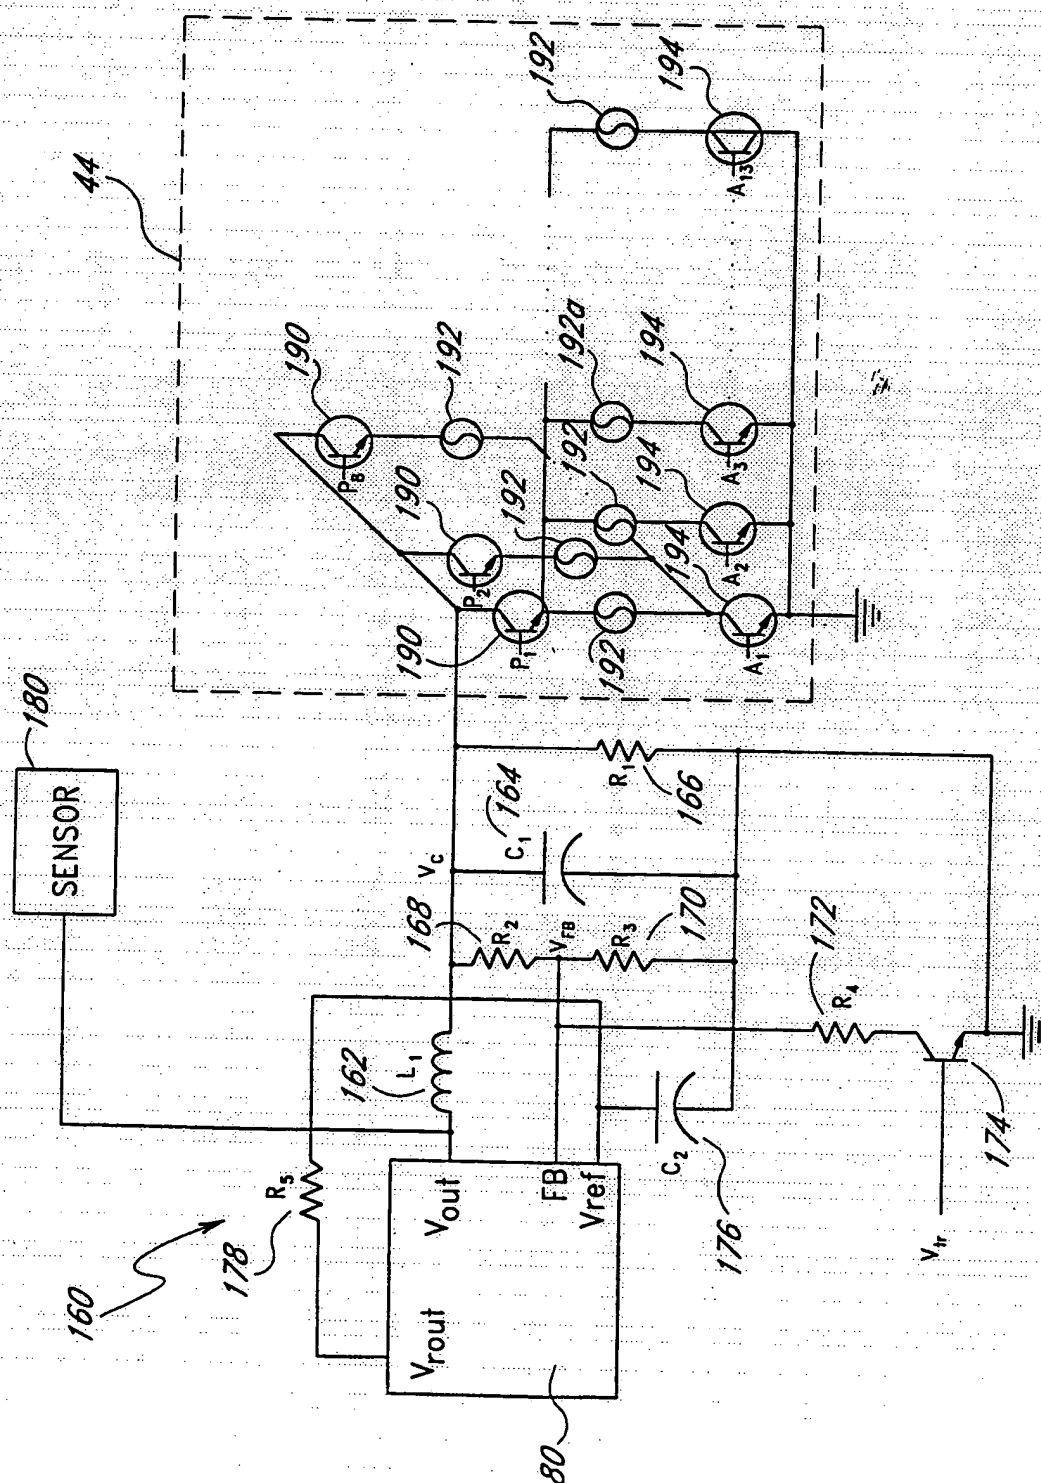 44
192
194
A13
190
192
192a
194
P8
190
192
192
194
A3
P2
194
A2
190
P1
192
A1
180
SENSOR
R1
166
164
C1
Vc
168
R2
VFB
R3
170
172
R4
162
L1
C2
176
174
Vtr
R5
178
160
Vout
FB
Vref
Vrout
80